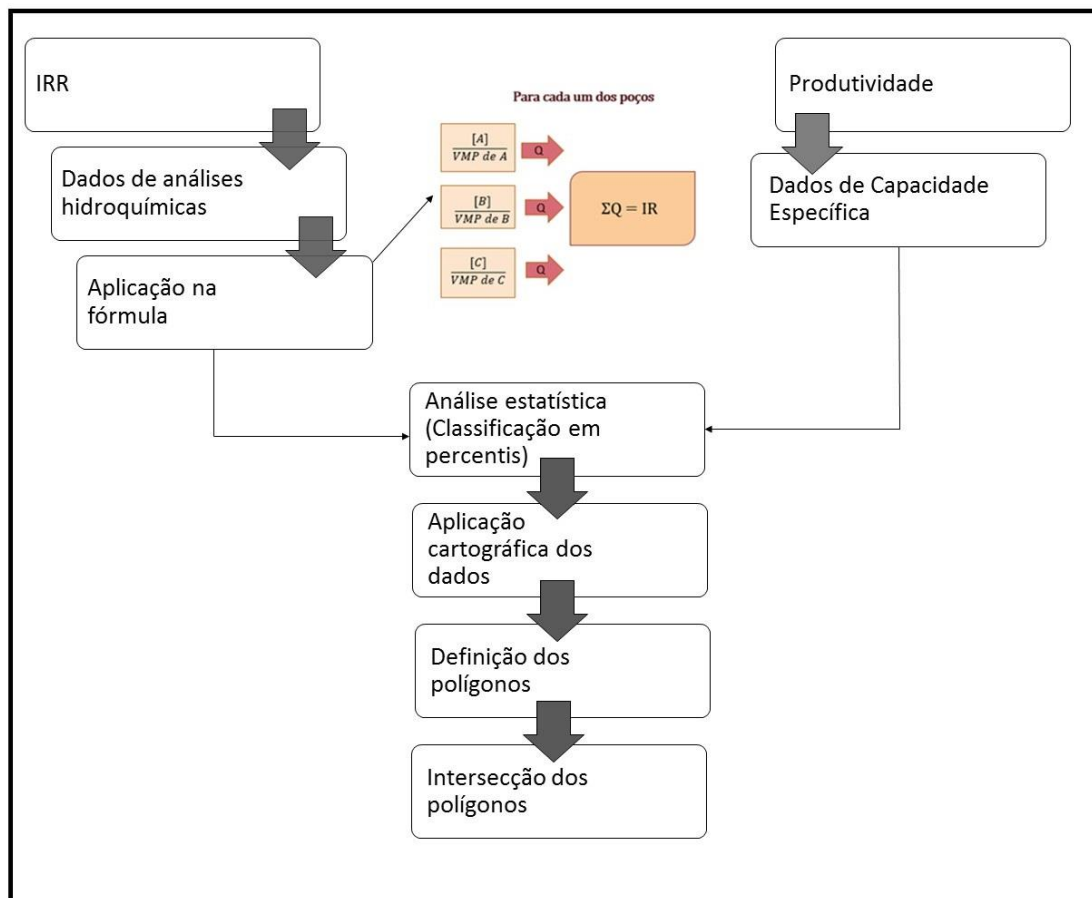 IRR
Dados de análises
hidroquímicas
Aplicação na
fórmula
Para cada um dos poços
[A]
VMP de A
Q
[B]
VMP de B
Q
[C]
VMP de C
Q
ΣQ = IR
Produtividade
Dados de Capacidade
Específica
Análise estatística
(Classificação em
percentis)
Aplicação
cartográfica dos
dados
Definição dos
polígonos
Intersecção dos
polígonos